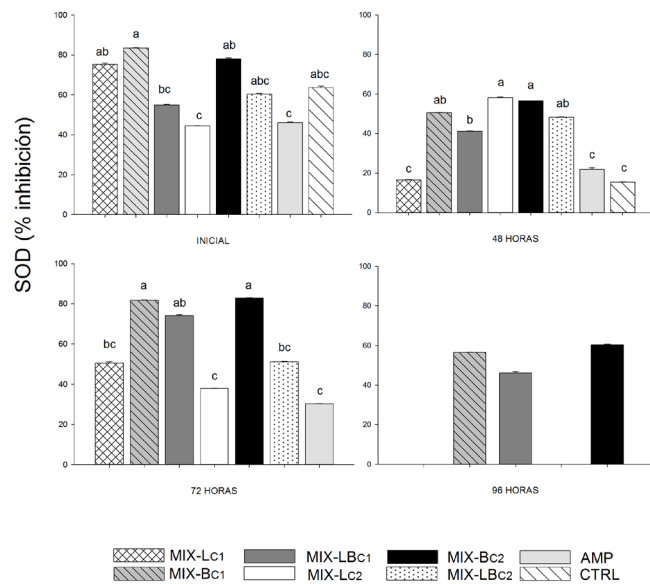 SOD (% inhibición)
100
80
60
40
20
0
ab
a
bc
c
ab
abc
c
abc
INICIAL
100
80
60
40
20
0
c
ab
b
a
a
ab
c
c
48 HORAS
100
80
60
40
20
0
bc
a
ab
c
a
bc
c
72 HORAS
100
80
60
40
20
0
96 HORAS
MIX-LC1
MIX-LBC1
MIX-BC2
AMP
MIX-BC1
MIX-LC2
MIX-LBC2
CTRL